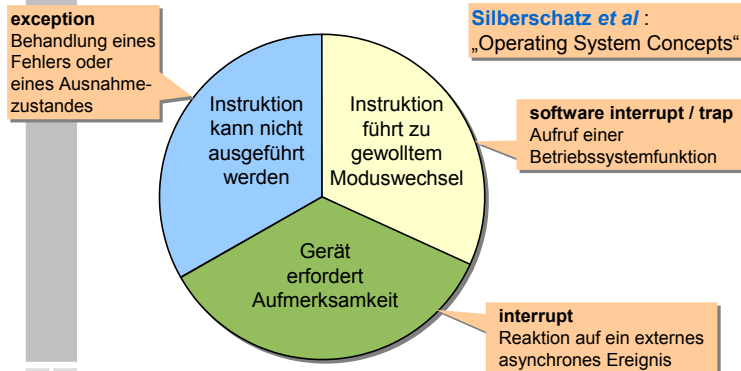 exception
Behandlung eines
Fehlers oder
eines Ausnahme-
zustandes
Silberschatz et al :
„Operating System Concepts“
Instruktion
kann nicht
ausgeführt
werden
Instruktion
führt zu
gewolltem
Moduswechsel
software interrupt / trap
Aufruf einer
Betriebssystemfunktion
Gerät
erfordert
Aufmerksamkeit
interrupt
Reaktion auf ein externes
asynchrones Ereignis